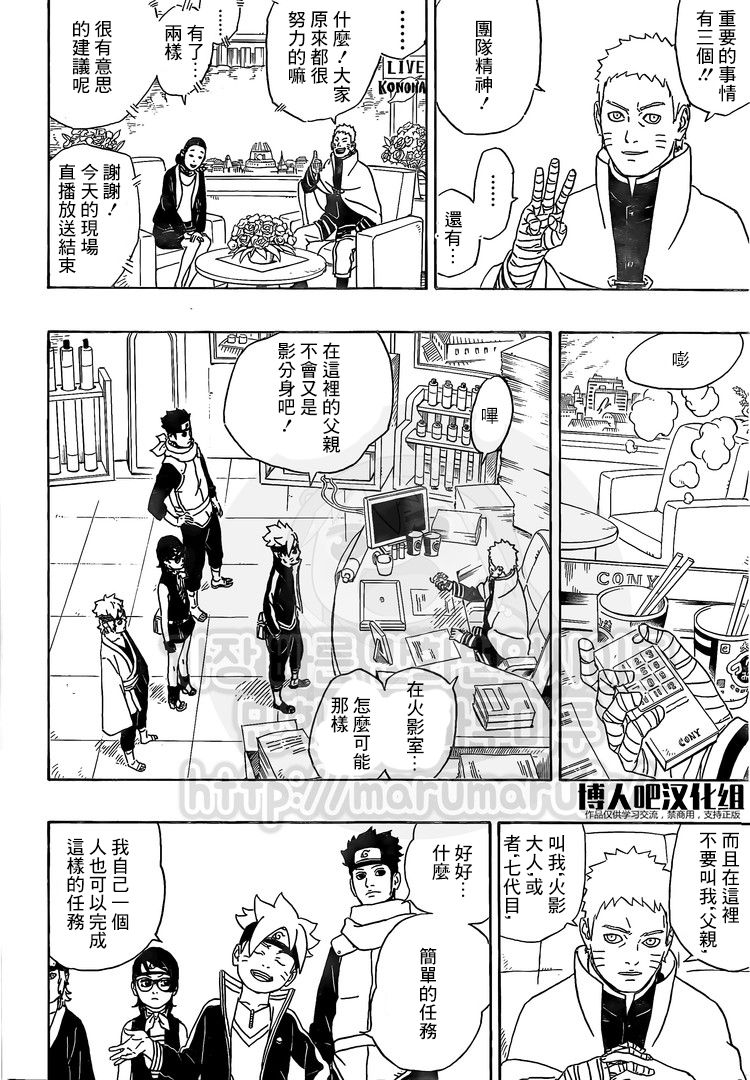 重要的事情
有三個!!
團隊精神!
……
還有…
………
什麼!大家
原來都很
努力的嘛
有了…
兩樣
很有意思
的建議呢
LIVE
KONOHA
謝謝!
今天的現場
直播放送結束
嘭
CONY
CONY
嗶
在這裡的父親
不會又是
影分身吧!
在火影室…
怎麼可能
那樣
http://marumaru
博人吧汉化组
作品仅供学习交流，禁商用，支持正版
而且在這裡
不要叫我“父親”
叫我“火影
大人”或
者“七代目”
好好…
什麼
簡單的任務
我自己一個
人也可以完成
這樣的任務